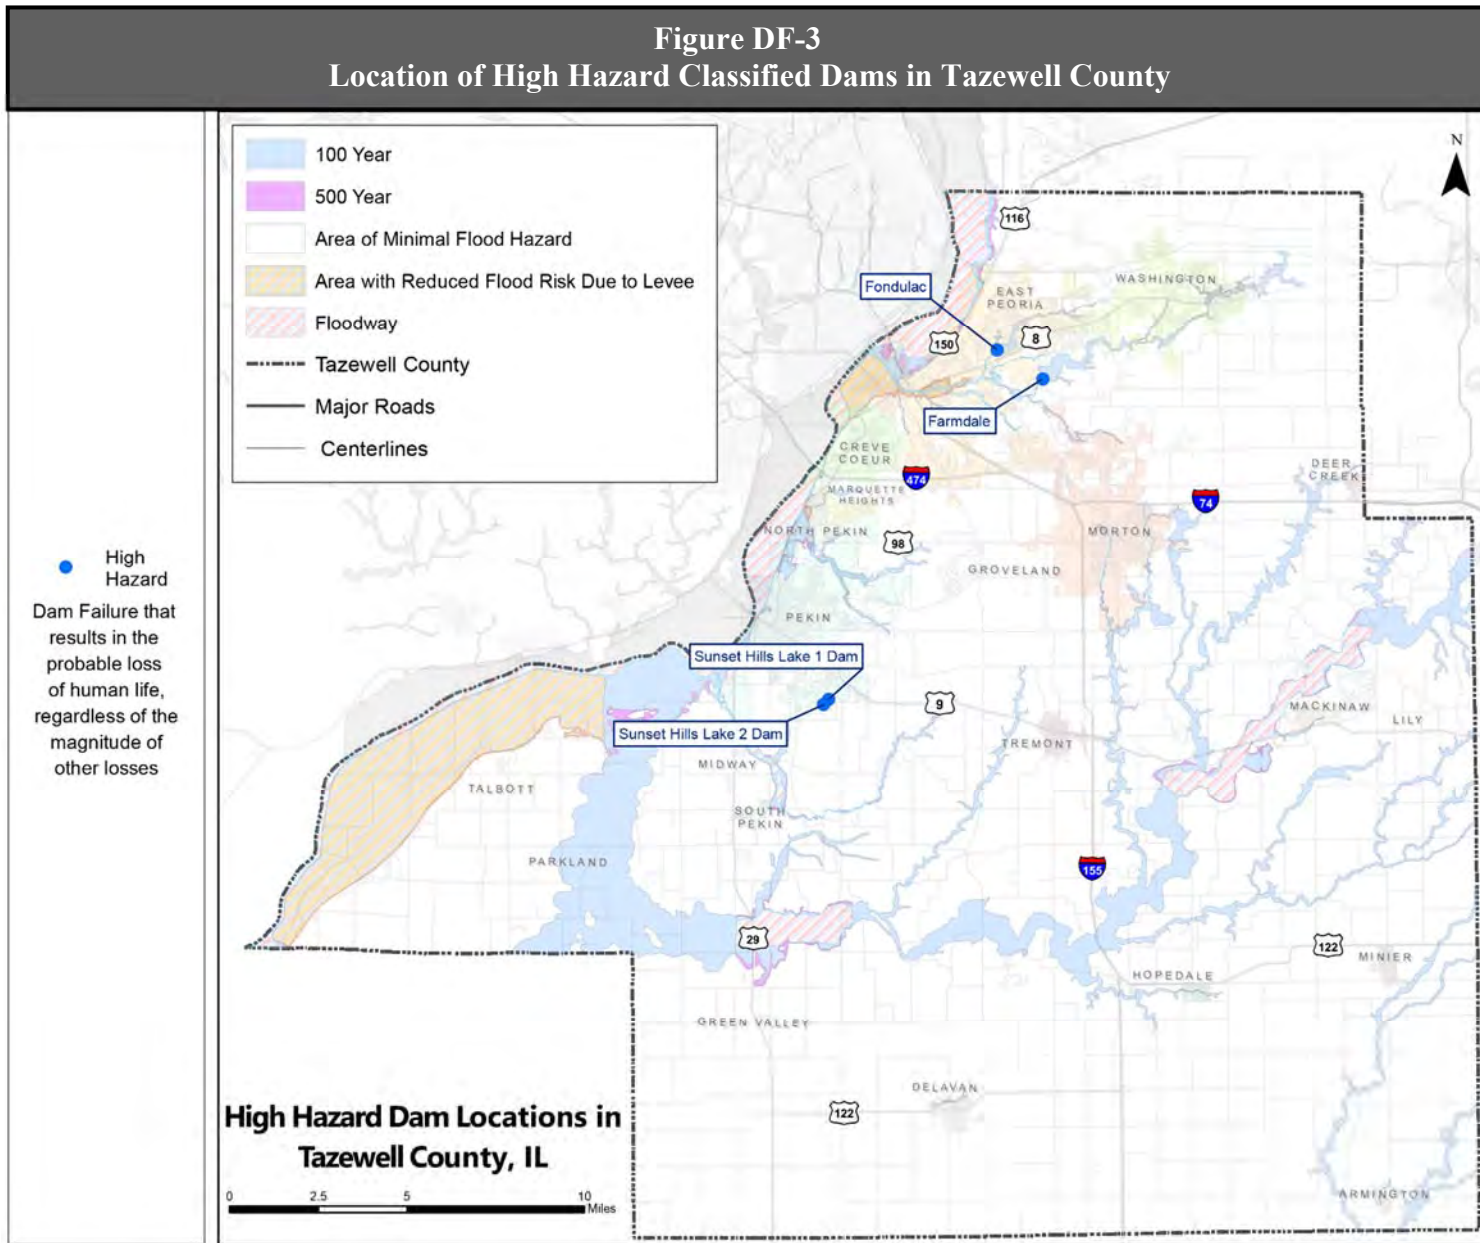 Figure DF-3
Location of High Hazard Classified Dams in Tazewell County
100 Year
500 Year
Area of Minimal Flood Hazard
Area with Reduced Flood Risk Due to Levee
Floodway
Tazewell County
Major Roads
Centerlines
High
Hazard
Dam Failure that
results in the
probable loss
of human life,
regardless of the
magnitude of
other losses
N
116
WASHINGTON
Fondulac
EAST
PEORIA
150
8
Farmdale
CREVE
COEUR
DEER
CREEK
474
MARQUETTE
HEIGHTS
74
NORTH PEKIN
MORTON
98
GROVELAND
PEKIN
Sunset Hills Lake 1 Dam
9
MACKINAW
LILY
Sunset Hills Lake 2 Dam
TREMONT
MIDWAY
TALBOTT
SOUTH
PEKIN
PARKLAND
155
29
122
MINIER
HOPEDALE
GREEN VALLEY
DELAVAN
122
ARMINGTON
High Hazard Dam Locations in
Tazewell County, IL
0 2.5 5 10
Miles